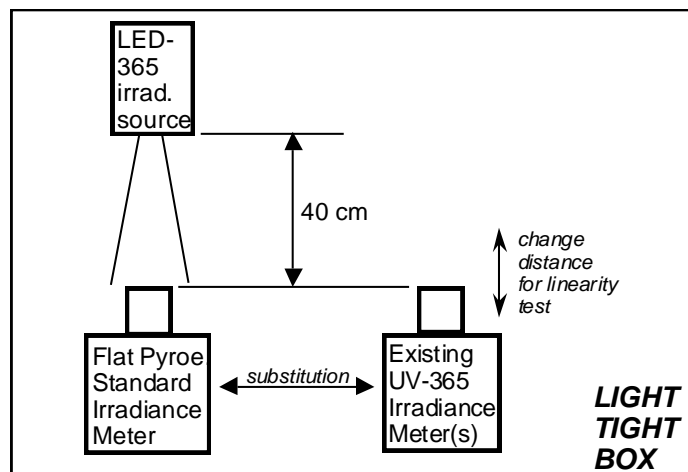 LED-
365
irrad.
source
40 cm
change
distance
for linearity
test
Flat Pyroe
Standard
Irradiance
Meter
substitution
Existing
UV-365
Irradiance
Meter(s)
LIGHT
TIGHT
BOX